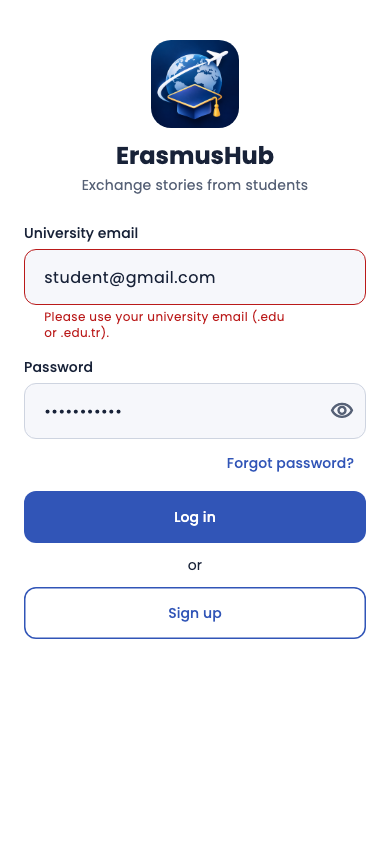 ErasmusHub
Exchange stories from students
University email
student@gmail.com
Please use your university email (.edu
or .edu.tr).
Password
•••••••••••
Forgot password?
Log in
or
Sign up